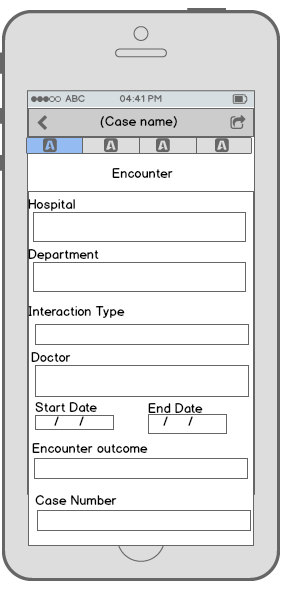 ABC 04:41 PM
(Case name)
A A A A
Encounter
Hospital
Department
Interaction Type
Doctor
Start Date End Date
/ / / /
Encounter outcome
Case Number